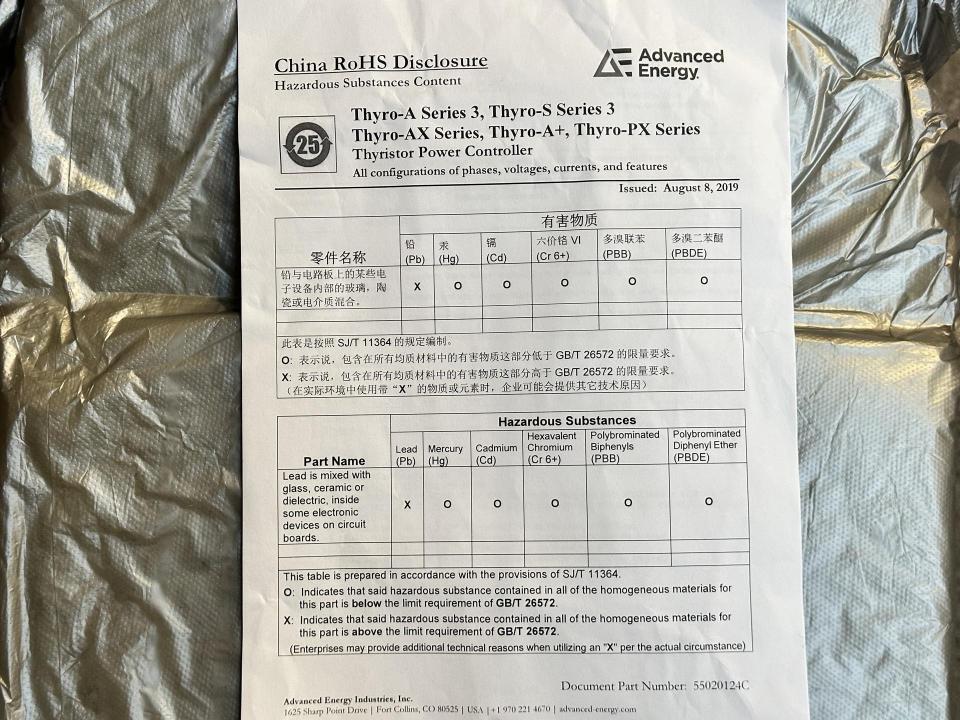 China RoHS Disclosure
Hazardous Substances Content
Advanced
Energy
25
Thyro-A Series 3, Thyro-S Series 3
Thyro-AX Series, Thyro-A+, Thyro-PX Series
Thyristor Power Controller
All configurations of phases, voltages, currents, and features
Issued: August 8, 2019
有害物质
零件名称
铅 (Pb)
汞 (Hg)
镉 (Cd)
六价铬 VI (Cr 6+)
多溴联苯 (PBB)
多溴二苯醚 (PBDE)
铅与电路板上的某些电
子设备内部的玻璃，陶
瓷或电介质混合。
X O O O O O
此表是按照 SJ/T 11364 的规定编制。
O: 表示说，包含在所有均质材料中的有害物质这部分低于 GB/T 26572 的限量要求。
X: 表示说，包含在所有均质材料中的有害物质这部分高于 GB/T 26572 的限量要求。
（在实际环境中使用带 “X” 的物质或元素时，企业可能会提供其它技术原因）
Hazardous Substances
Part Name
Lead (Pb)
Mercury (Hg)
Cadmium (Cd)
Hexavalent Chromium (Cr 6+)
Polybrominated Biphenyls (PBB)
Polybrominated Diphenyl Ether (PBDE)
Lead is mixed with
glass, ceramic or
dielectric, inside
some electronic
devices on circuit
boards.
X O O O O O
This table is prepared in accordance with the provisions of SJ/T 11364.
O: Indicates that said hazardous substance contained in all of the homogeneous materials for
this part is below the limit requirement of GB/T 26572.
X: Indicates that said hazardous substance contained in all of the homogeneous materials for
this part is above the limit requirement of GB/T 26572.
(Enterprises may provide additional technical reasons when utilizing an "X" per the actual circumstance)
Document Part Number: 55020124C
Advanced Energy Industries, Inc.
1625 Sharp Point Drive | Fort Collins, CO 80525 | USA | +1 970 221 4670 | advanced-energy.com